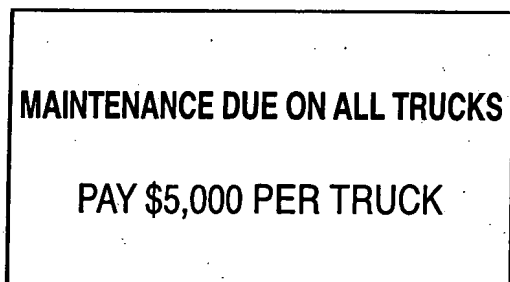 MAINTENANCE DUE ON ALL TRUCKS
PAY $5,000 PER TRUCK